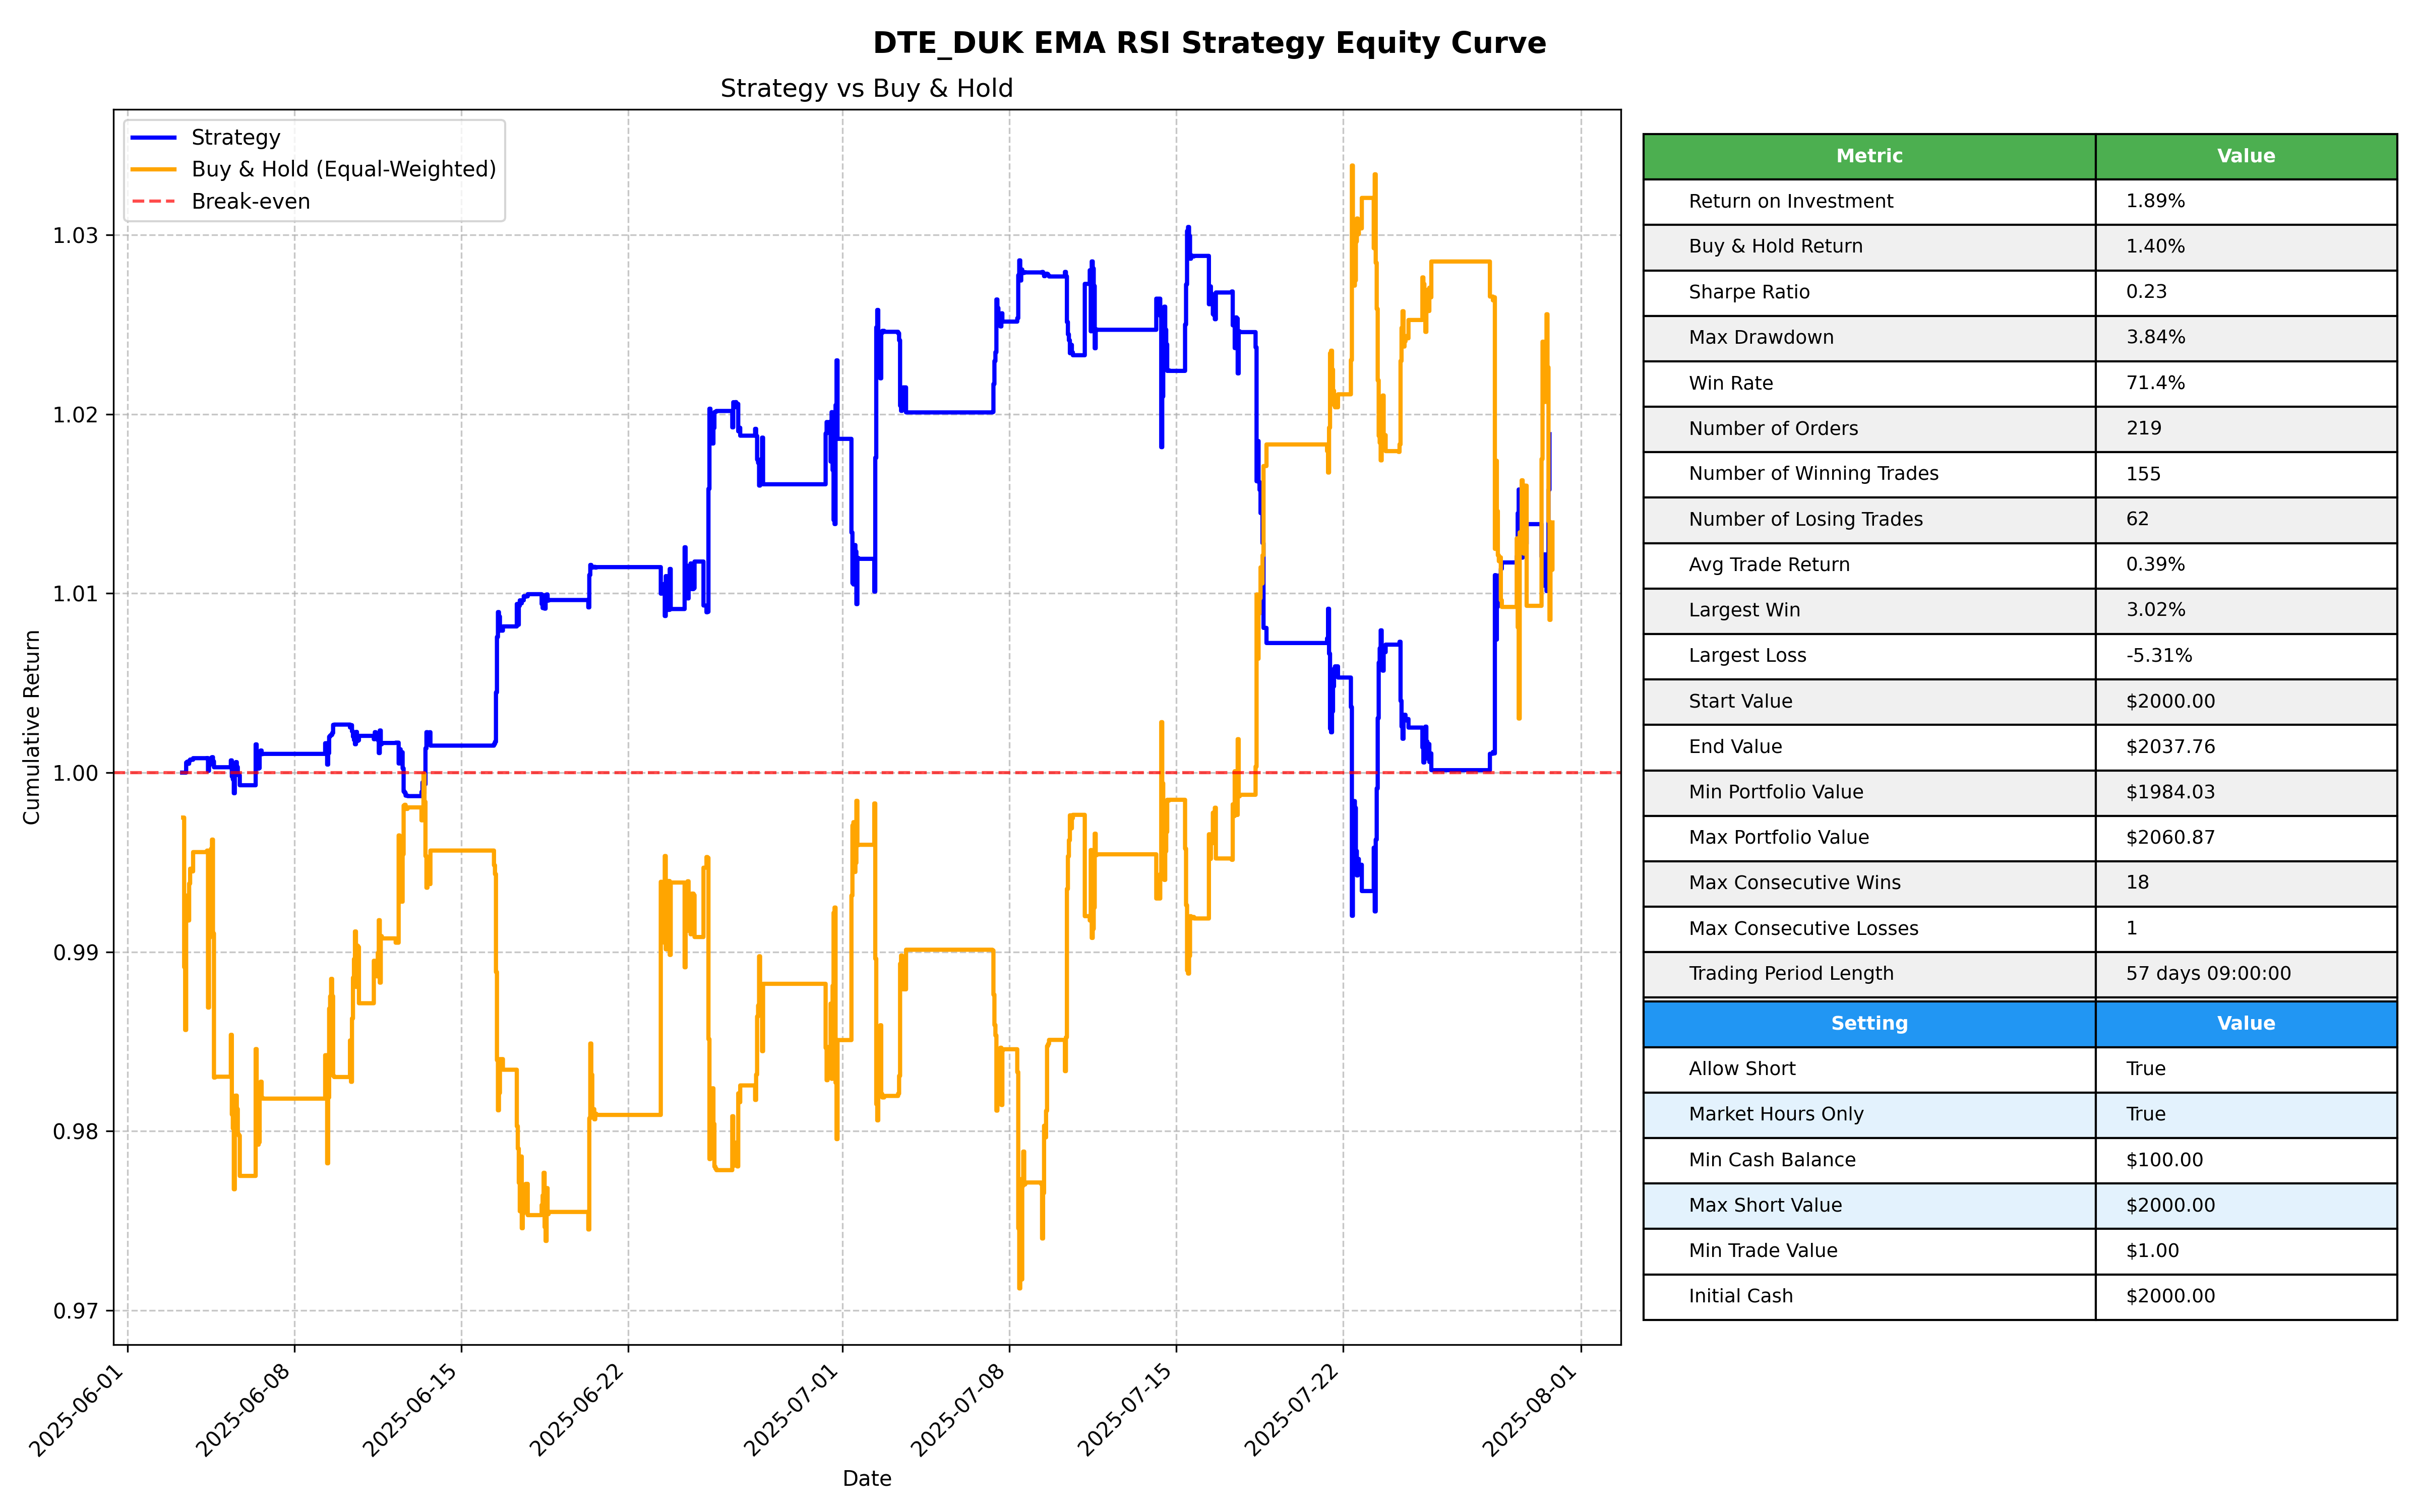 DTE_DUK EMA RSI Strategy Equity Curve
Strategy vs Buy & Hold
Strategy
Buy & Hold (Equal-Weighted)
Break-even
Cumulative Return
1.03
1.02
1.01
1.00
0.99
0.98
0.97
2025-06-01
2025-06-08
2025-06-15
2025-06-22
2025-07-01
2025-07-08
2025-07-15
2025-07-22
2025-08-01
Date
Metric Value
Return on Investment 1.89%
Buy & Hold Return 1.40%
Sharpe Ratio 0.23
Max Drawdown 3.84%
Win Rate 71.4%
Number of Orders 219
Number of Winning Trades 155
Number of Losing Trades 62
Avg Trade Return 0.39%
Largest Win 3.02%
Largest Loss -5.31%
Start Value $2000.00
End Value $2037.76
Min Portfolio Value $1984.03
Max Portfolio Value $2060.87
Max Consecutive Wins 18
Max Consecutive Losses 1
Trading Period Length 57 days 09:00:00
Setting Value
Allow Short True
Market Hours Only True
Min Cash Balance $100.00
Max Short Value $2000.00
Min Trade Value $1.00
Initial Cash $2000.00